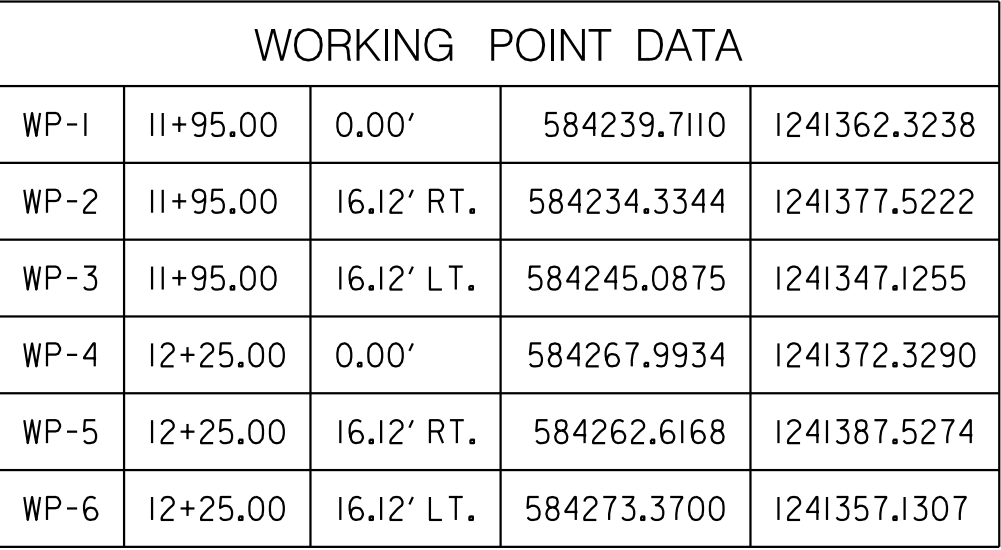 WORKING POINT DATA
WP-1 11+95.00 0.00' 584239.7110 1241362.3238
WP-2 11+95.00 16.12' RT. 584234.3344 1241377.5222
WP-3 11+95.00 16.12' LT. 584245.0875 1241347.1255
WP-4 12+25.00 0.00' 584267.9934 1241372.3290
WP-5 12+25.00 16.12' RT. 584262.6168 1241387.5274
WP-6 12+25.00 16.12' LT. 584273.3700 1241357.1307